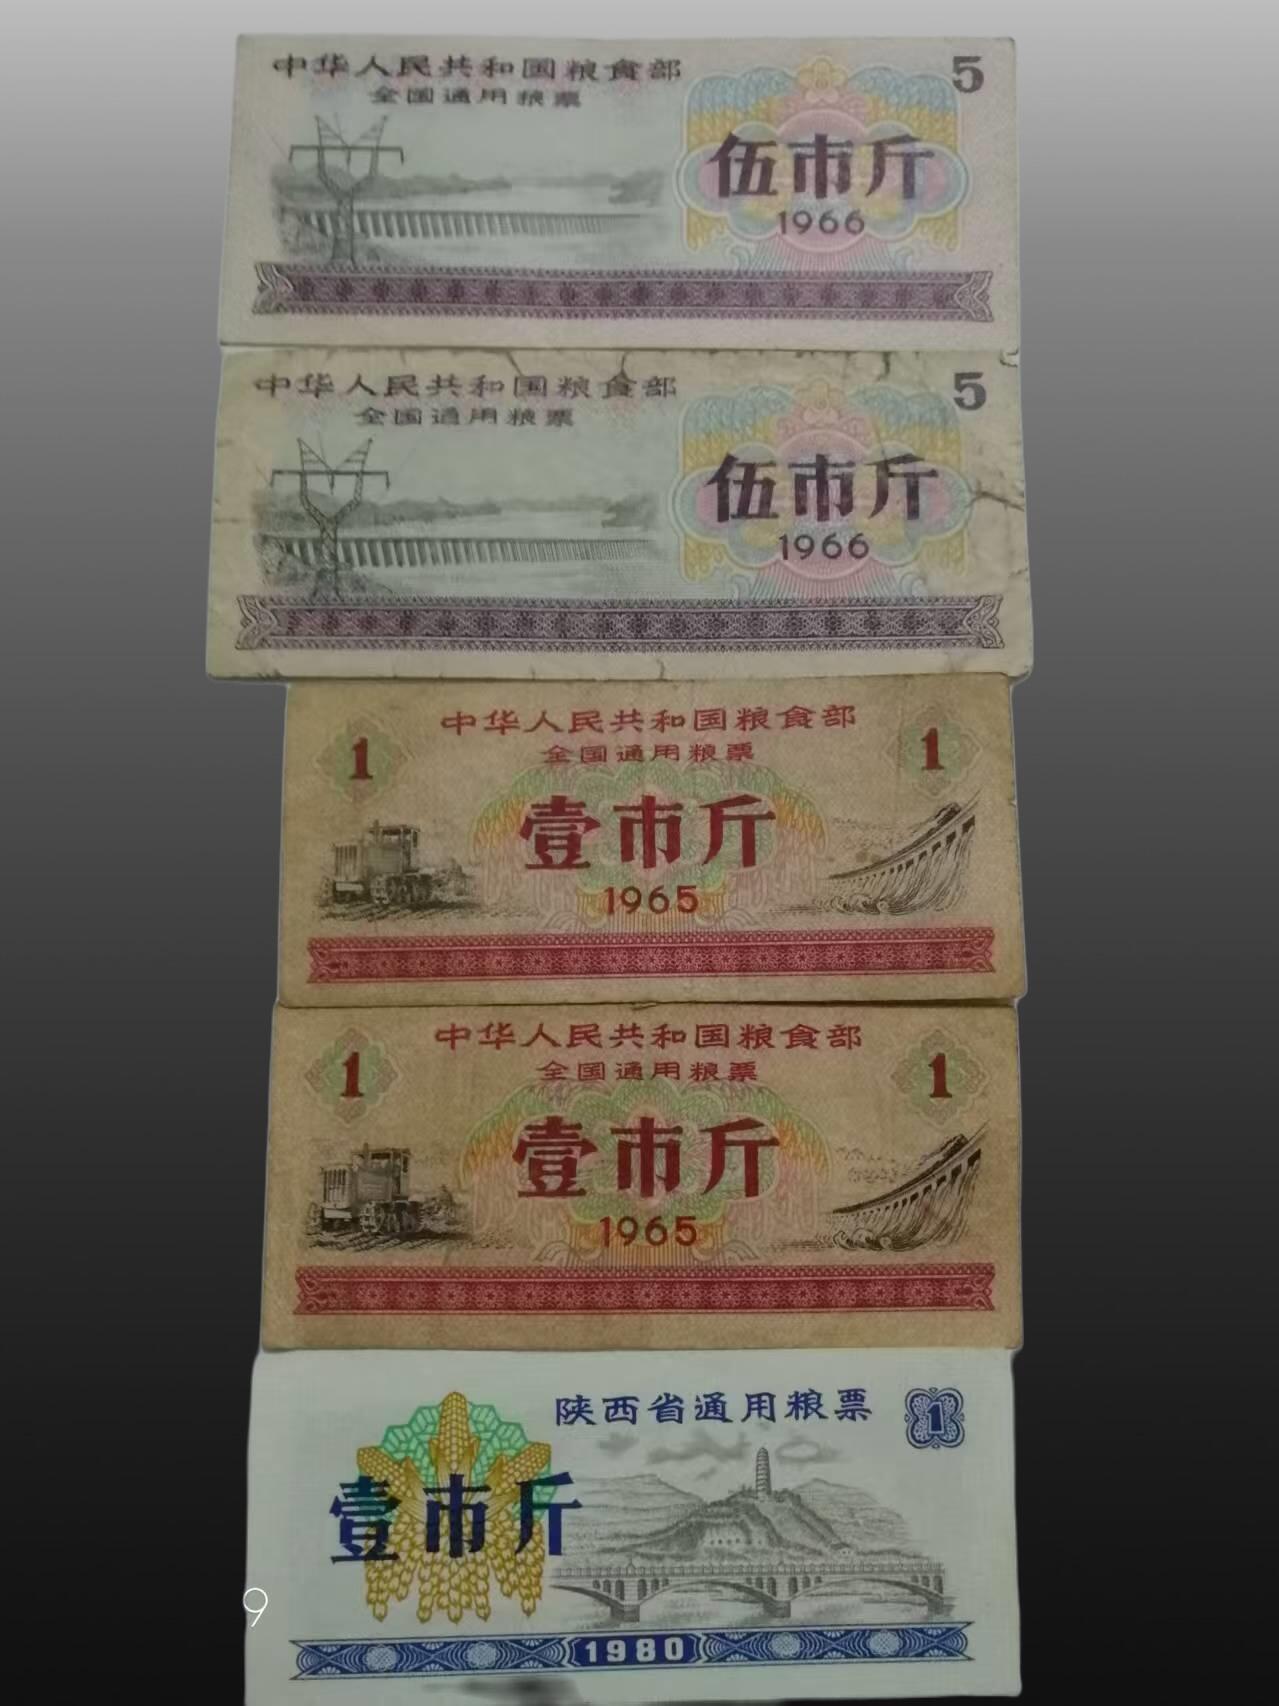 中华人民共和国粮食部
5
全国通用粮票
伍市斤
1966
中华人民共和国粮食部
5
全国通用粮票
伍市斤
1966
中华人民共和国粮食部
1
1
全国通用粮票
壹市斤
1965
中华人民共和国粮食部
1
1
全国通用粮票
壹市斤
1965
陕西省通用粮票
1
壹市斤
1980
9